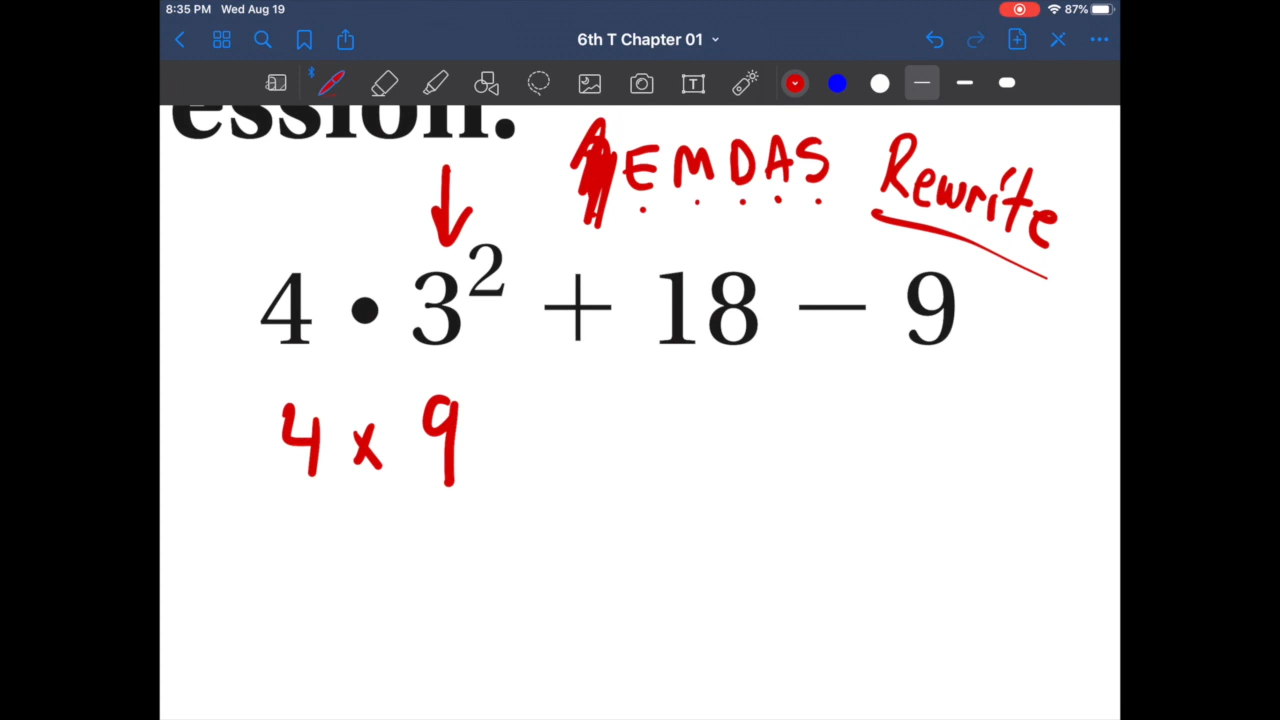 8:35 PM Wed Aug 19
87%
6th T Chapter 01
T
ession.
EMDAS Rewrite
4 • 3² + 18 − 9
4 x 9